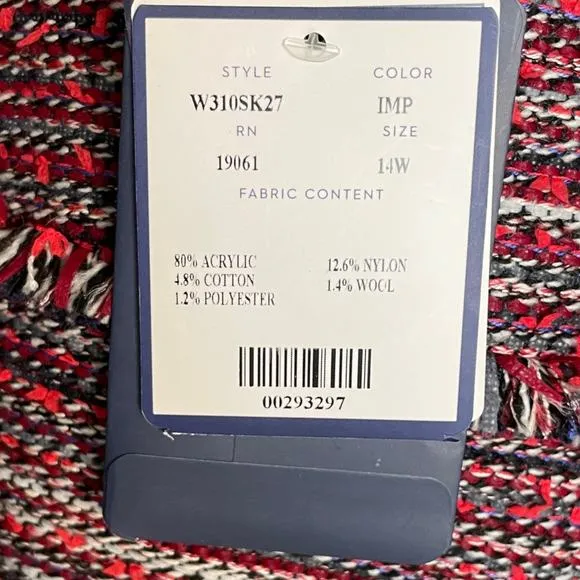 STYLE COLOR
W310SK27 IMP
RN SIZE
19061 14W
FABRIC CONTENT
80% ACRYLIC 12.6% NYLON
4.8% COTTON 1.4% WOOL
1.2% POLYESTER
00293297